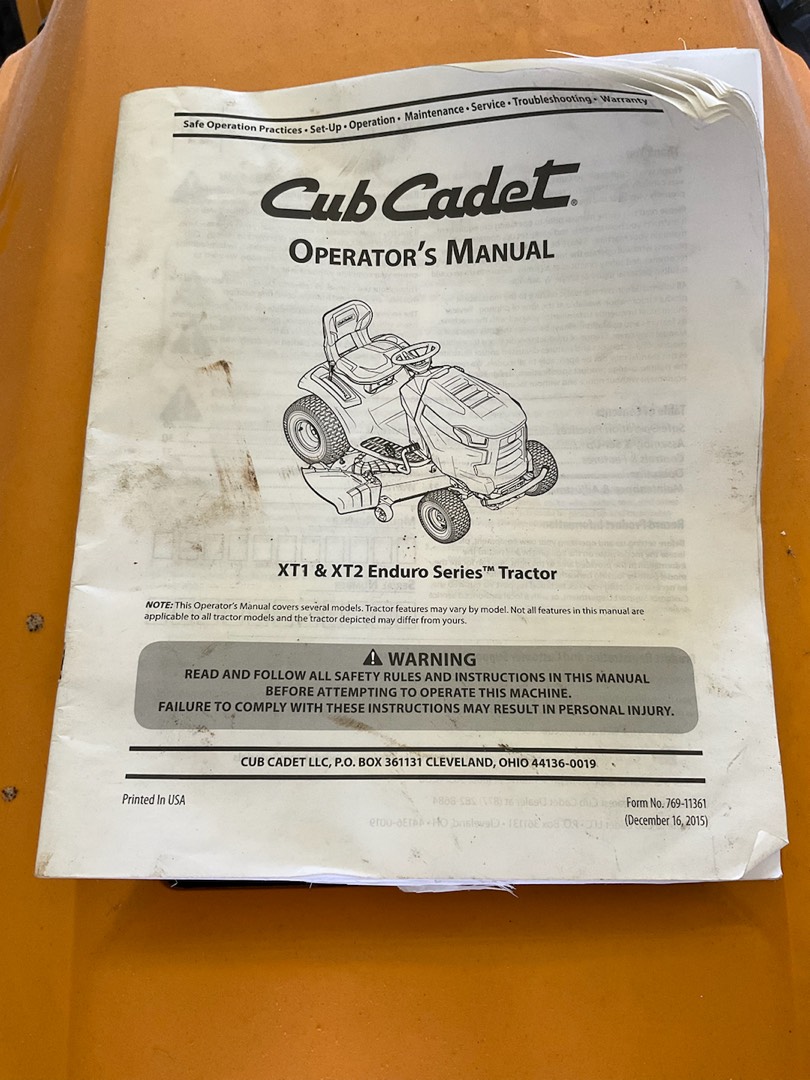 Safe Operation Practices • Set-Up • Operation • Maintenance • Service • Troubleshooting • Warranty
Cub Cadet®
OPERATOR'S MANUAL
XT1 & XT2 Enduro Series™ Tractor
NOTE: This Operator's Manual covers several models. Tractor features may vary by model. Not all features in this manual are
applicable to all tractor models and the tractor depicted may differ from yours.
WARNING
READ AND FOLLOW ALL SAFETY RULES AND INSTRUCTIONS IN THIS MANUAL
BEFORE ATTEMPTING TO OPERATE THIS MACHINE.
FAILURE TO COMPLY WITH THESE INSTRUCTIONS MAY RESULT IN PERSONAL INJURY.
CUB CADET LLC, P.O. BOX 361131 CLEVELAND, OHIO 44136-0019
Printed In USA
Form No. 769-11361
(December 16, 2015)